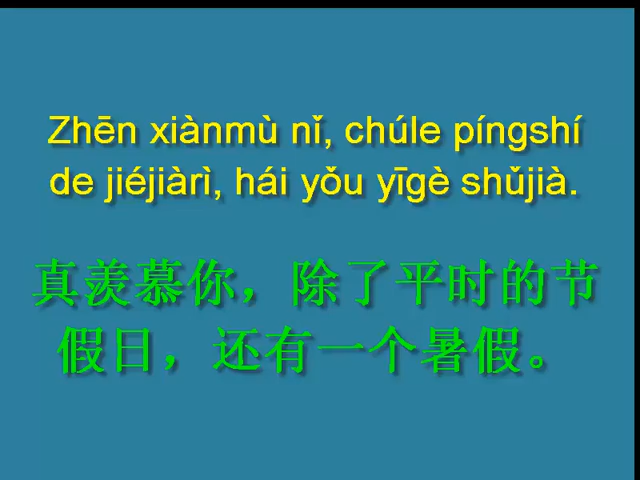 Zhēn xiànmù nǐ, chúle píngshí
de jiéjiàrì, hái yǒu yīgè shǔjià.
真羡慕你，除了平时的节
假日，还有一个暑假。